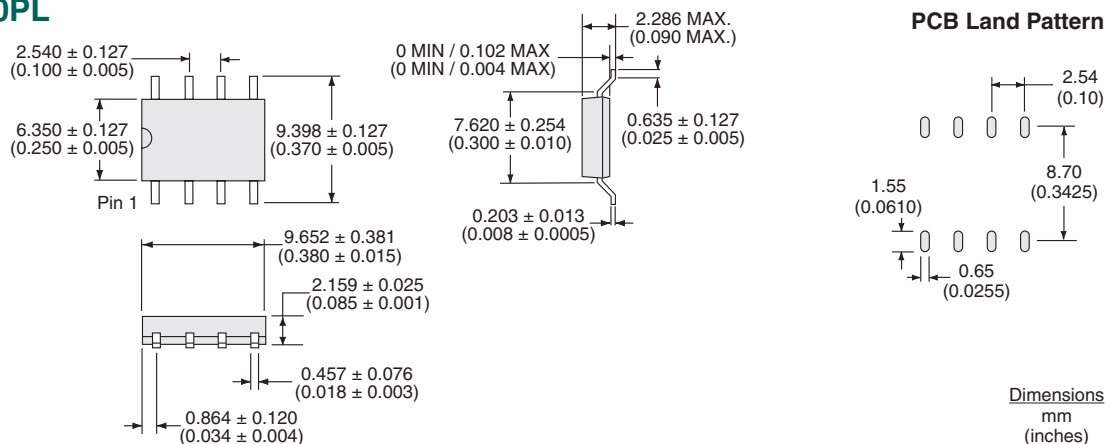 0PL
2.540 ± 0.127
(0.100 ± 0.005)
6.350 ± 0.127
(0.250 ± 0.005)
9.398 ± 0.127
(0.370 ± 0.005)
Pin 1
9.652 ± 0.381
(0.380 ± 0.015)
2.159 ± 0.025
(0.085 ± 0.001)
0.457 ± 0.076
(0.018 ± 0.003)
0.864 ± 0.120
(0.034 ± 0.004)
2.286 MAX.
(0.090 MAX.)
0 MIN / 0.102 MAX
(0 MIN / 0.004 MAX)
7.620 ± 0.254
(0.300 ± 0.010)
0.635 ± 0.127
(0.025 ± 0.005)
0.203 ± 0.013
(0.008 ± 0.0005)
PCB Land Pattern
2.54
(0.10)
8.70
(0.3425)
1.55
(0.0610)
0.65
(0.0255)
Dimensions
mm
(inches)